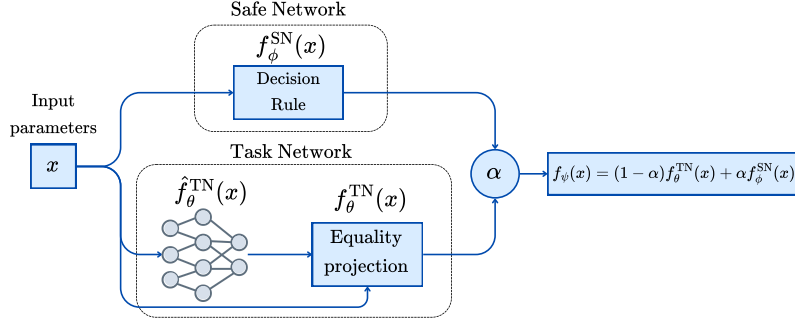 Safe Network
f_φ^SN(x)
Decision
Rule
Input
parameters
x
Task Network
f̂_θ^TN(x)
f_θ^TN(x)
Equality
projection
α
f_ψ(x) = (1 − α)f_θ^TN(x) + αf_φ^SN(x)